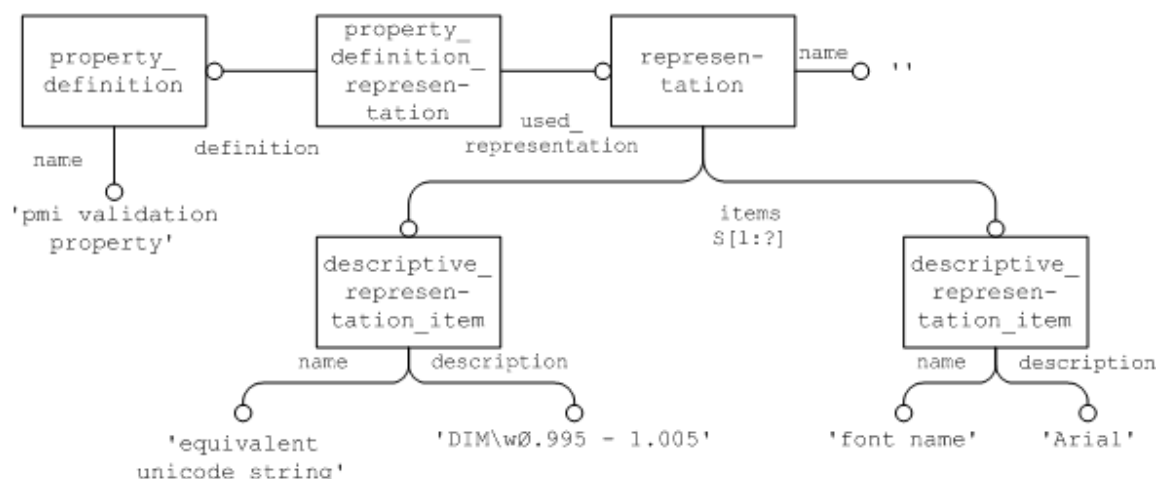 property_
definition
property_
definition_
represen-
tation
represen-
tation
name
''
name
definition
used_
representation
'pmi validation
property'
items
S[1:?]
descriptive_
represen-
tation_item
descriptive_
represen-
tation_item
name
description
name
description
'equivalent
unicode string'
'DIM\wØ.995 - 1.005'
'font name'
'Arial'